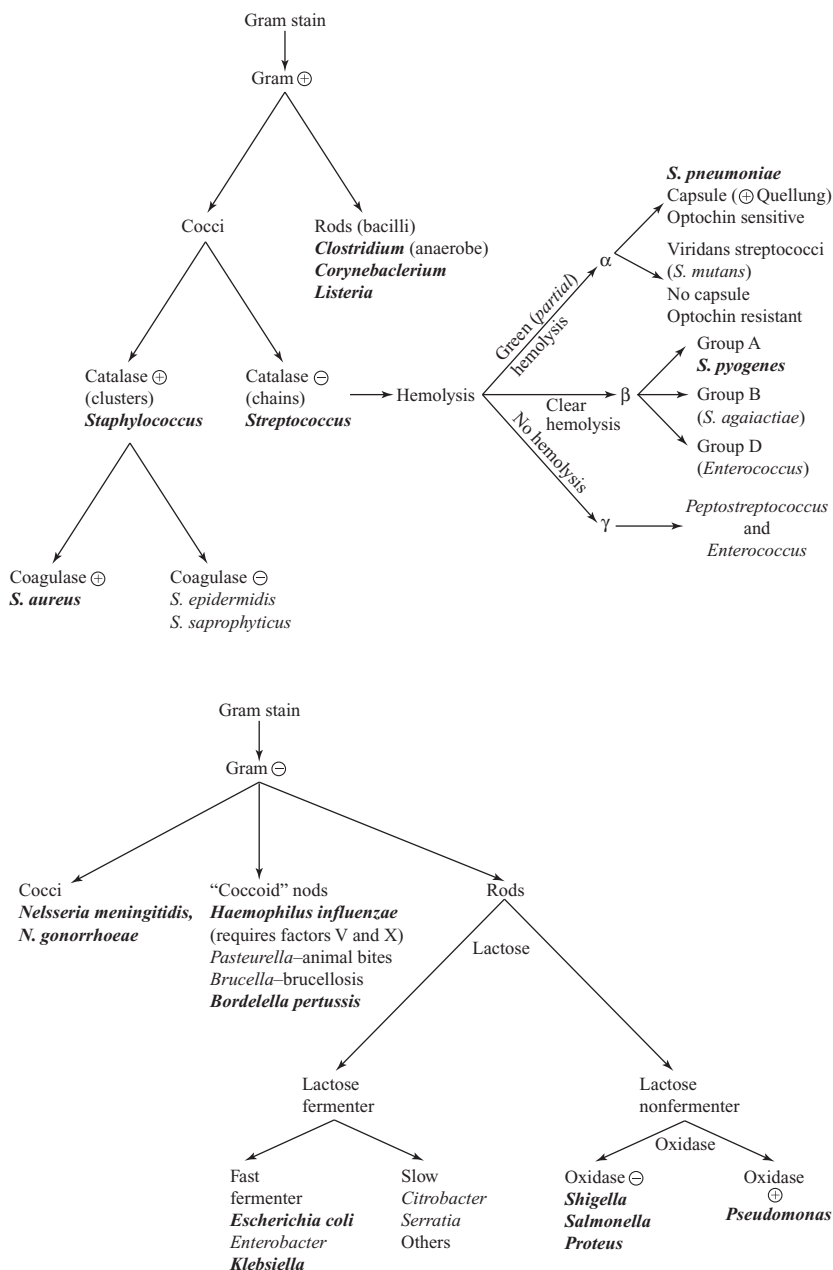 Gram stain
Gram ⊕
Cocci
Rods (bacilli)
Clostridium (anaerobe)
Corynebaclerium
Listeria
Catalase ⊕
(clusters)
Staphylococcus
Catalase ⊖
(chains)
Streptococcus
Coagulase ⊕
S. aureus
Coagulase ⊖
S. epidermidis
S. saprophyticus
Hemolysis
Green (partial)
hemolysis
α
S. pneumoniae
Capsule (⊕ Quellung)
Optochin sensitive
Viridans streptococci
(S. mutans)
No capsule
Optochin resistant
Clear
hemolysis
β
Group A
S. pyogenes
Group B
(S. agaiactiae)
Group D
(Enterococcus)
No hemolysis
γ
Peptostreptococcus
and
Enterococcus
Gram stain
Gram ⊖
Cocci
Nelsseria meningitidis,
N. gonorrhoeae
“Coccoid” nods
Haemophilus influenzae
(requires factors V and X)
Pasteurella–animal bites
Brucella–brucellosis
Bordelella pertussis
Rods
Lactose
Lactose
fermenter
Fast
fermenter
Escherichia coli
Enterobacter
Klebsiella
Slow
Citrobacter
Serratia
Others
Lactose
nonfermenter
Oxidase
Oxidase ⊖
Shigella
Salmonella
Proteus
Oxidase
⊕
Pseudomonas